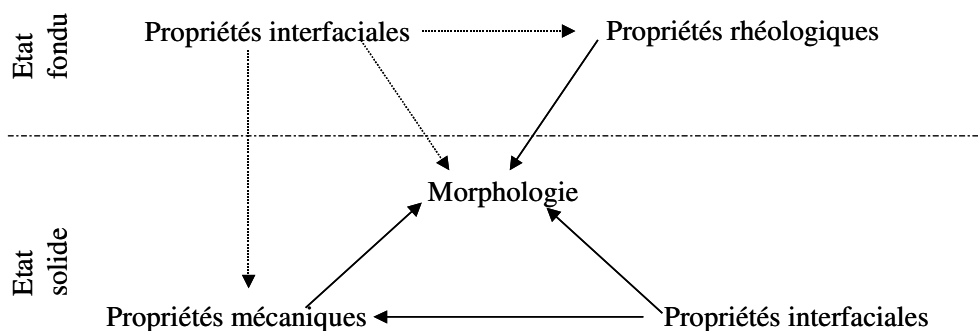 Etat
fondu
Propriétés interfaciales
Propriétés rhéologiques
Morphologie
Etat
solide
Propriétés mécaniques
Propriétés interfaciales